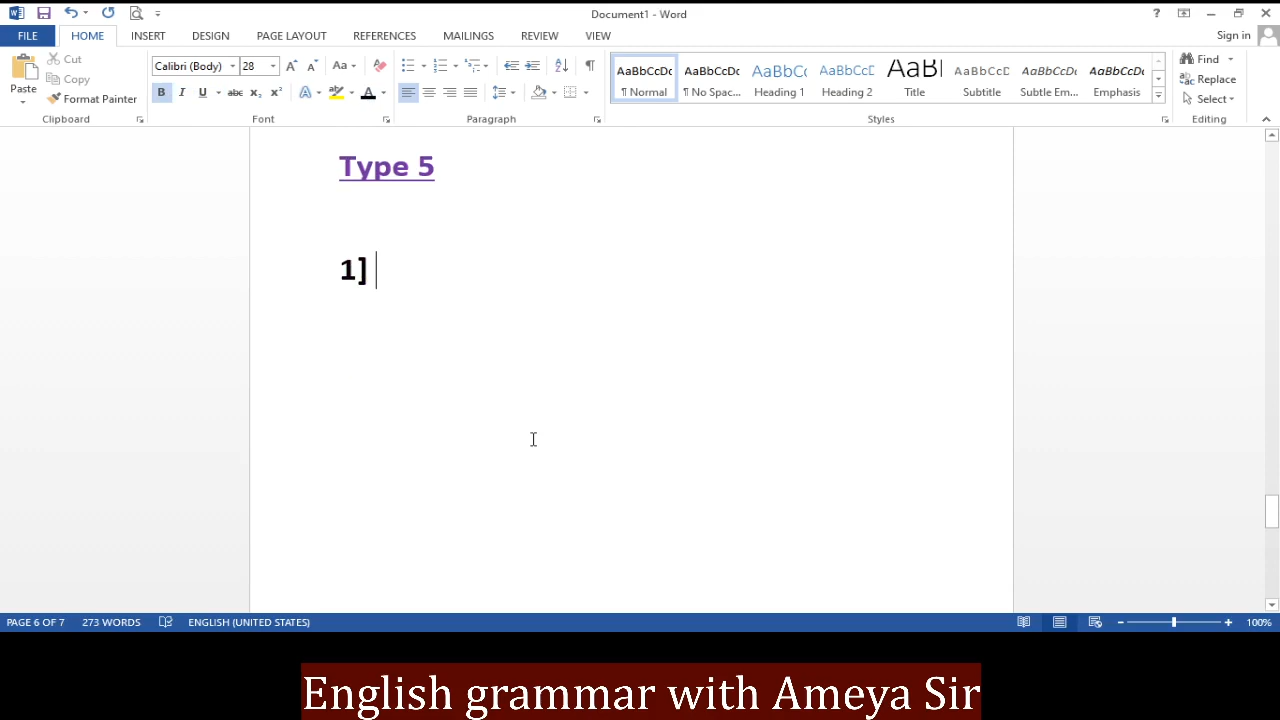 Document1 - Word
Sign in
FILE HOME INSERT DESIGN PAGE LAYOUT REFERENCES MAILINGS REVIEW VIEW
Paste
Cut
Copy
Format Painter
Clipboard
Calibri (Body) 28
Font
Paragraph
AaBbCcDc AaBbCcDc AaBbCc AaBbCcD AaBl AaBbCcD AaBbCcDc AaBbCcDc
¶ Normal ¶ No Spac... Heading 1 Heading 2 Title Subtitle Subtle Em... Emphasis
Styles
Find
Replace
Select
Editing
Type 5
1]
PAGE 6 OF 7 273 WORDS ENGLISH (UNITED STATES) 100%
English grammar with Ameya Sir